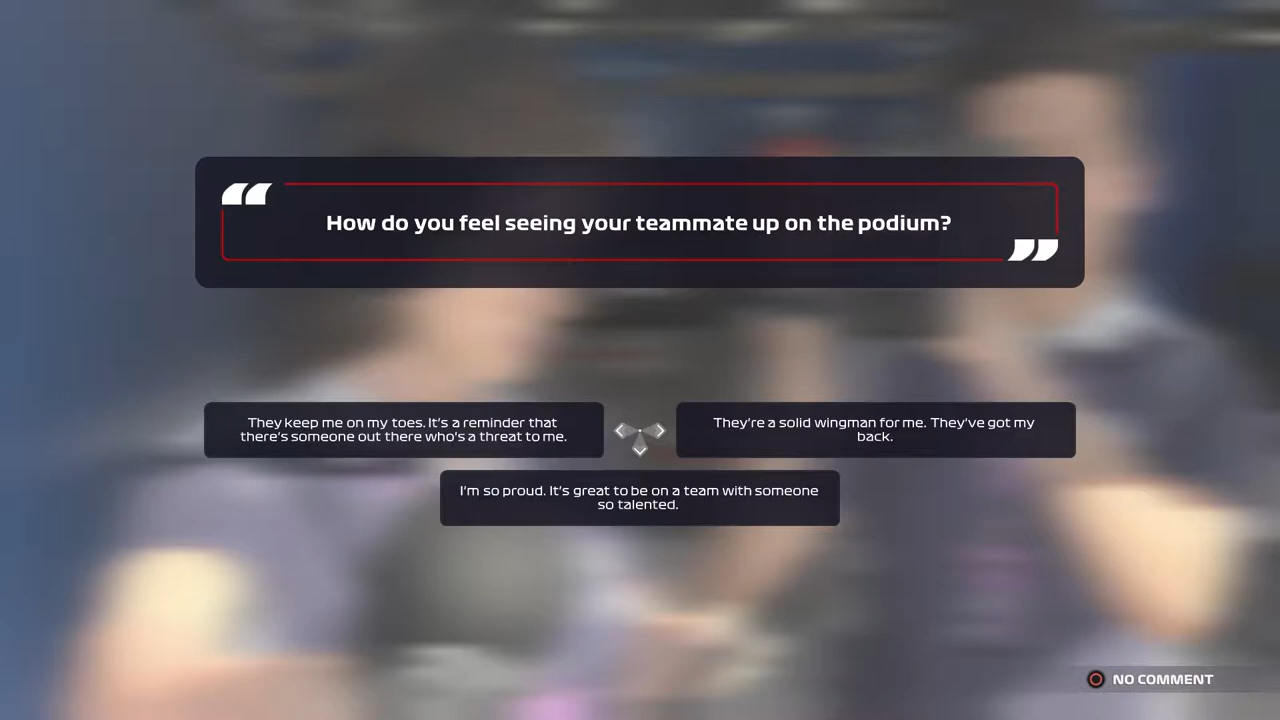 How do you feel seeing your teammate up on the podium?
They keep me on my toes. It's a reminder that
there's someone out there who's a threat to me.
They're a solid wingman for me. They've got my
back.
I'm so proud. It's great to be on a team with someone
so talented.
NO COMMENT